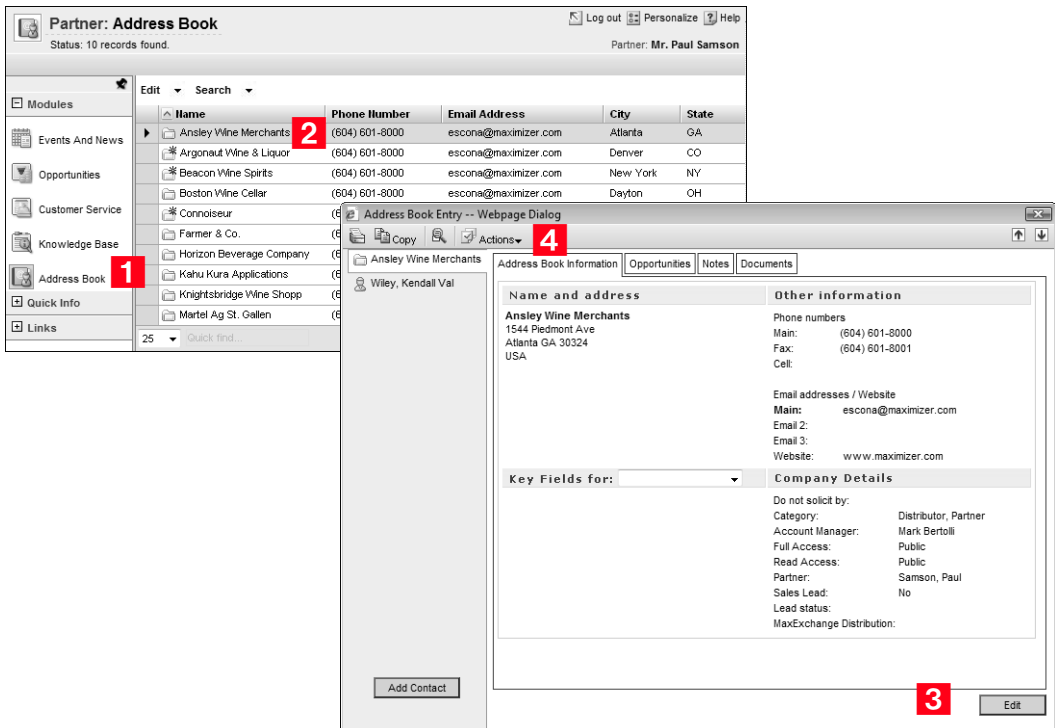 Partner: Address Book
Log out Personalize ? Help
Status: 10 records found.
Partner: Mr. Paul Samson
Modules
Events And News
Opportunities
Customer Service
Knowledge Base
Address Book
1
Quick Info
Links
Edit Search
Name Phone Number Email Address City State
Ansley Wine Merchants 2 (604) 601-8000 escona@maximizer.com Atlanta GA
Argonaut Wine & Liquor (604) 601-8000 escona@maximizer.com Denver CO
Beacon Wine Spirits (604) 601-8000 escona@maximizer.com New York NY
Boston Wine Cellar (604) 601-8000 escona@maximizer.com Dayton OH
Connoiseur (6
Farmer & Co. (6
Horizon Beverage Company (6
Kahu Kura Applications (6
Knightsbridge Wine Shopp (6
Martel Ag St. Gallen (6
25 Quick find...
Address Book Entry -- Webpage Dialog
Copy Actions
4
Ansley Wine Merchants
Wiley, Kendall Val
Add Contact
Address Book Information Opportunities Notes Documents
Name and address
Ansley Wine Merchants
1544 Piedmont Ave
Atlanta GA 30324
USA
Other information
Phone numbers
Main: (604) 601-8000
Fax: (604) 601-8001
Cell:
Email addresses / Website
Main: escona@maximizer.com
Email 2:
Email 3:
Website: www.maximizer.com
Key Fields for:
Company Details
Do not solicit by:
Category: Distributor, Partner
Account Manager: Mark Bertolli
Full Access: Public
Read Access: Public
Partner: Samson, Paul
Sales Lead: No
Lead status:
MaxExchange Distribution:
3
Edit